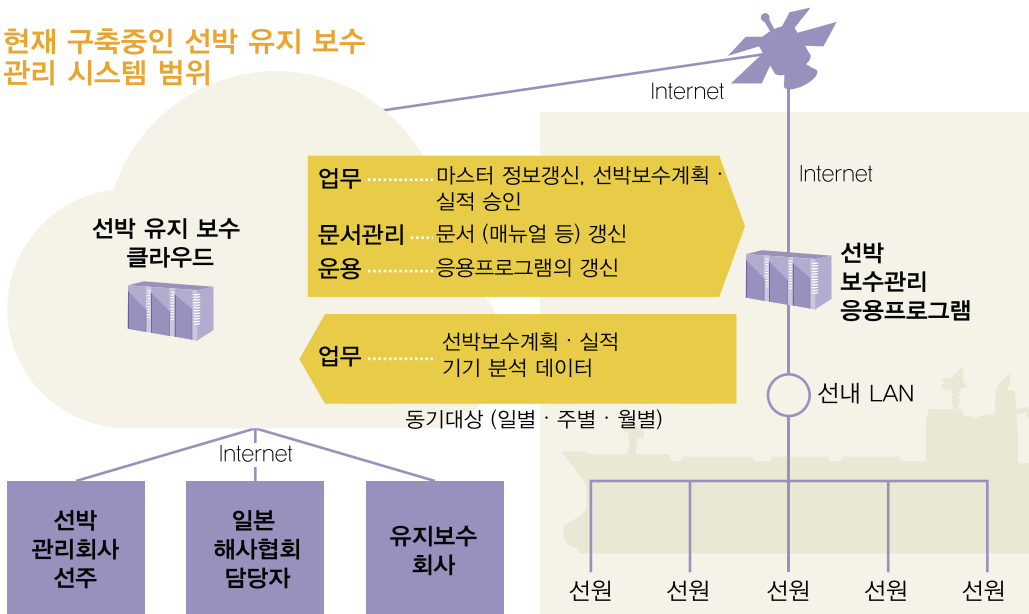 현재 구축중인 선박 유지 보수
관리 시스템 범위
Internet
Internet
선박 유지 보수
클라우드
업무 마스터 정보갱신, 선박보수계획 ·
실적 승인
문서관리 문서 (매뉴얼 등) 갱신
운용 응용프로그램의 갱신
선박
보수관리
응용프로그램
업무 선박보수계획 · 실적
기기 분석 데이터
동기대상 (일별 · 주별 · 월별)
선내 LAN
Internet
선박
관리회사
선주
일본
해사협회
담당자
유지보수
회사
선원 선원 선원 선원 선원